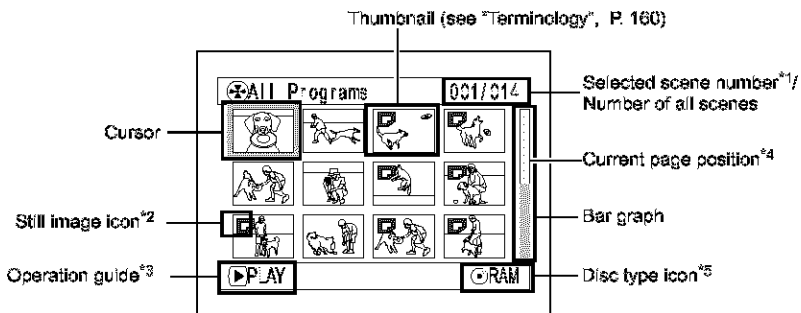 Thumbnail (see "Terminology", P. 160)
All Programs
001/014
Selected scene number*1/
Number of all scenes
Cursor
Current page position*4
Still image icon*2
Bar graph
Operation guide*3
PLAY
RAM
Disc type icon*5